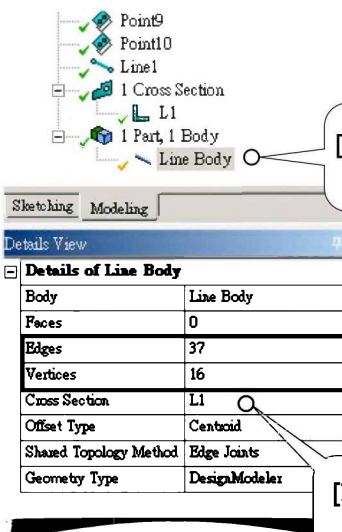 Point9
Point10
Line1
1 Cross Section
L1
1 Part, 1 Body
Line Body
[
Sketching Modeling
Details View
Details of Line Body
Body Line Body
Faces 0
Edges 37
Vertices 16
Cross Section L1
Offset Type Centroid
Shared Topology Method Edge Joints
Geometry Type DesignModeler
[